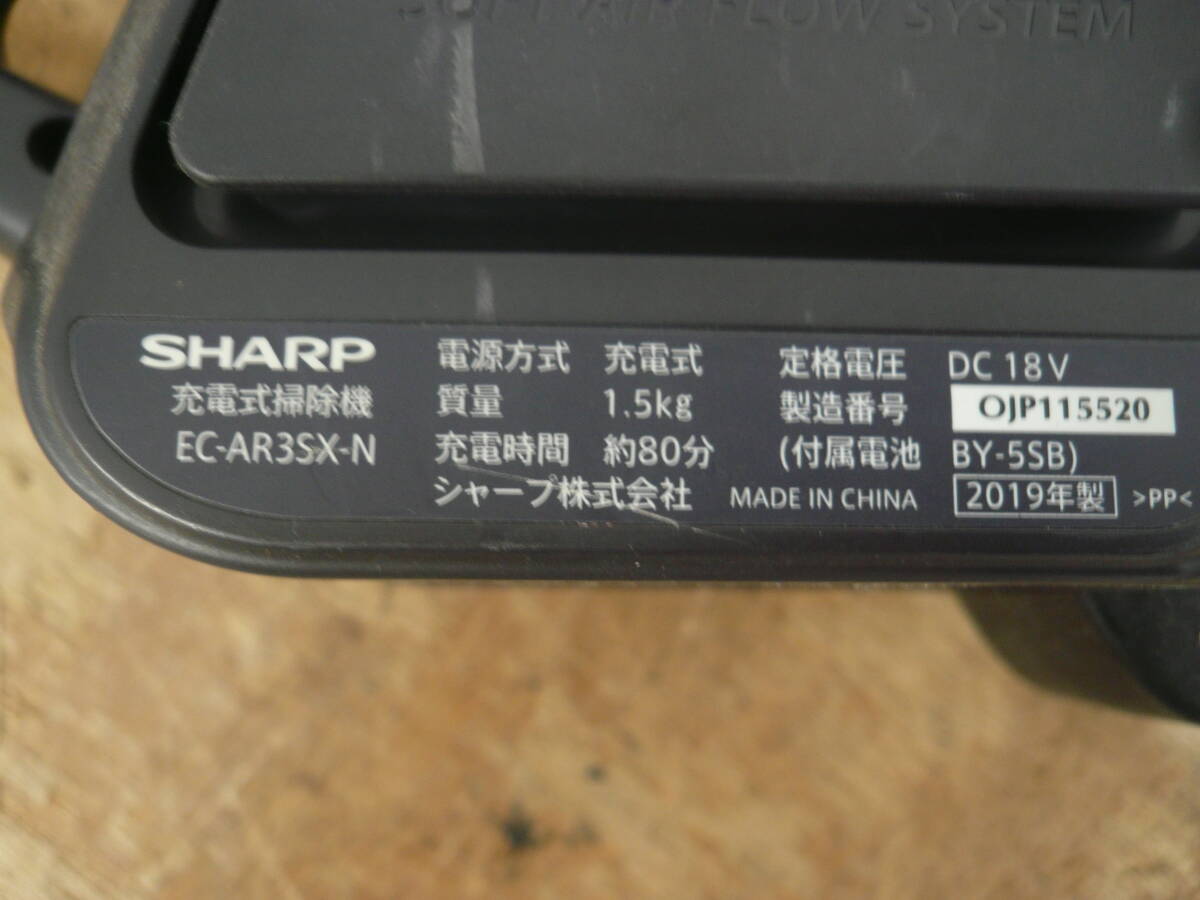 SOFT AIR FLOW SYSTEM
SHARP 電源方式 充電式 定格電圧 DC 18V
充電式掃除機 質量 1.5kg 製造番号 OJP115520
EC-AR3SX-N 充電時間 約80分 (付属電池 BY-5SB)
シャープ株式会社 MADE IN CHINA 2019年製 >PP<